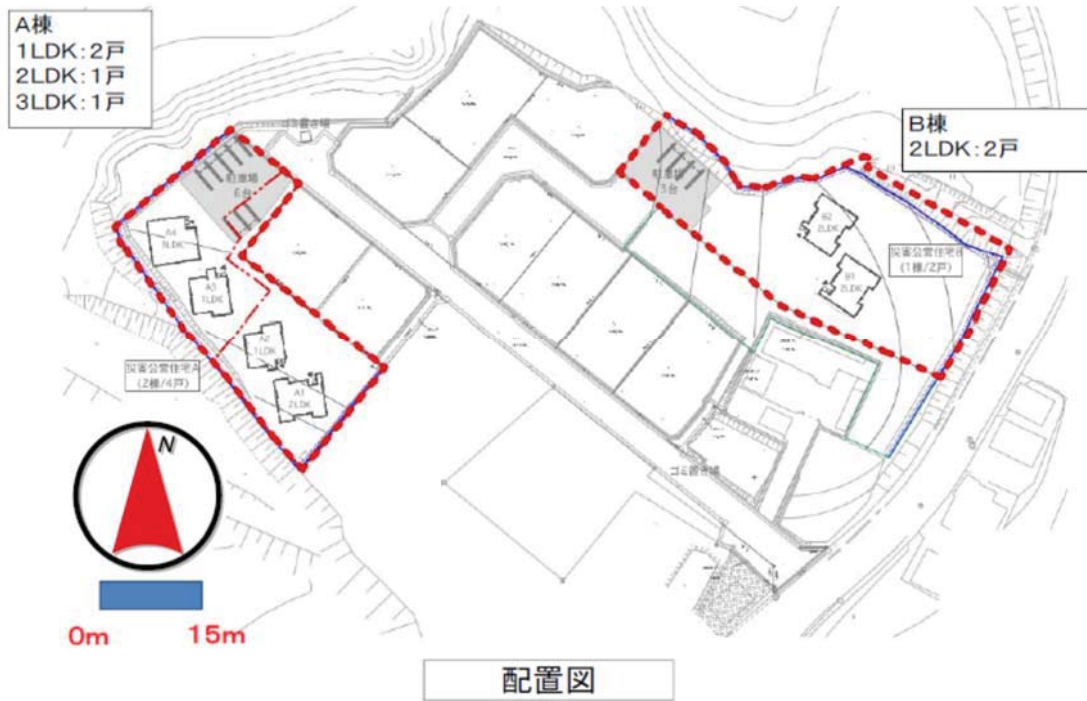 A棟
1LDK:2戸
2LDK:1戸
3LDK:1戸
B棟
2LDK:2戸
ゴミ置き場
駐車場
6台
駐車場
5台
A4
3LDK
A3
1LDK
A2
1LDK
A1
2LDK
災害公営住宅A
(2棟/4戸)
B2
2LDK
B1
2LDK
災害公営住宅B
(1棟/2戸)
ゴミ置き場
N
0m 15m
配置図